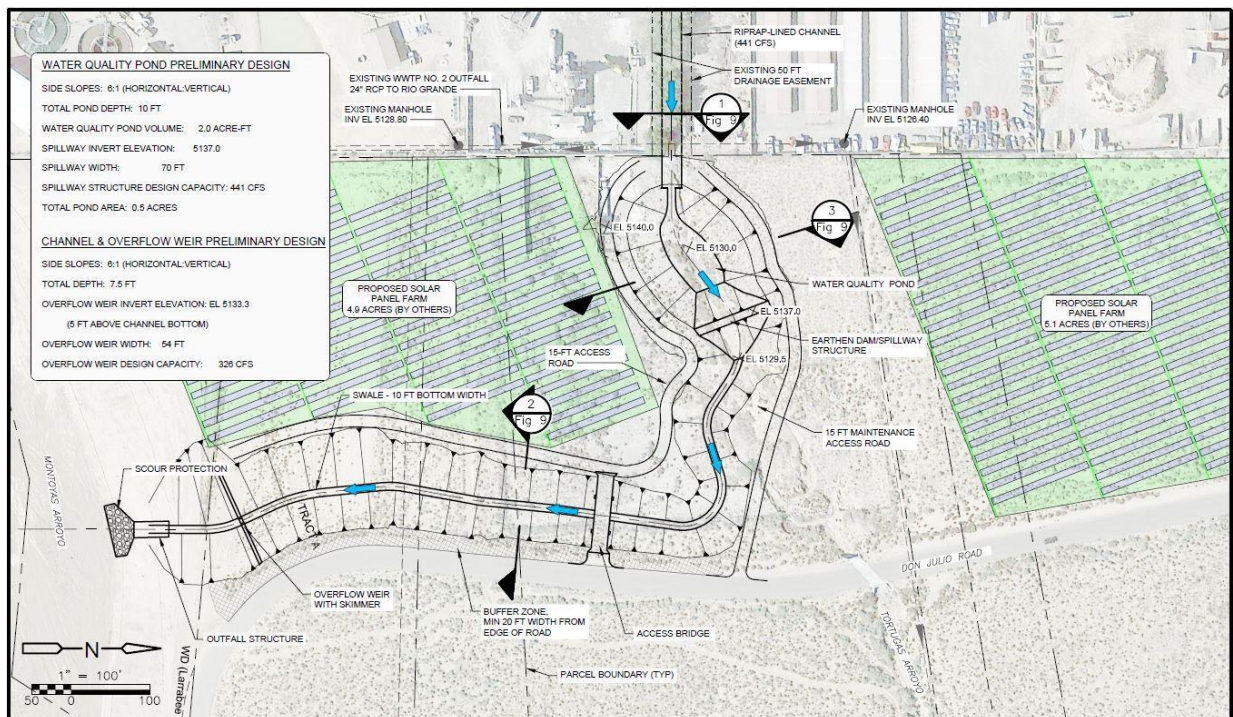 WATER QUALITY POND PRELIMINARY DESIGN
SIDE SLOPES: 6:1 (HORIZONTAL:VERTICAL)
TOTAL POND DEPTH: 10 FT
WATER QUALITY POND VOLUME: 2.0 ACRE-FT
SPILLWAY INVERT ELEVATION: 5137.0
SPILLWAY WIDTH: 70 FT
SPILLWAY STRUCTURE DESIGN CAPACITY: 441 CFS
TOTAL POND AREA: 0.5 ACRES
CHANNEL & OVERFLOW WEIR PRELIMINARY DESIGN
SIDE SLOPES: 6:1 (HORIZONTAL:VERTICAL)
TOTAL DEPTH: 7.5 FT
OVERFLOW WEIR INVERT ELEVATION: EL 5133.3
(5 FT ABOVE CHANNEL BOTTOM)
OVERFLOW WEIR WIDTH: 54 FT
OVERFLOW WEIR DESIGN CAPACITY: 326 CFS
EXISTING WWTP NO. 2 OUTFALL
24" RCP TO RIO GRANDE
EXISTING MANHOLE
INV EL 5128.80
RIPRAP-LINED CHANNEL
(441 CFS)
EXISTING 50 FT
DRAINAGE EASEMENT
1
Fig 9
EXISTING MANHOLE
INV EL 5126.40
3
Fig 9
EL 5140.0
EL 5130.0
WATER QUALITY POND
EL 5137.0
EARTHEN DAM/SPILLWAY
STRUCTURE
EL 5129.5
PROPOSED SOLAR
PANEL FARM
4.9 ACRES (BY OTHERS)
PROPOSED SOLAR
PANEL FARM
5.1 ACRES (BY OTHERS)
15-FT ACCESS
ROAD
SWALE - 10 FT BOTTOM WIDTH
2
Fig 9
15 FT MAINTENANCE
ACCESS ROAD
SCOUR PROTECTION
MONTOYAS ARROYO
TRACT A
DON JULIO ROAD
TORTUGAS ARROYO
OVERFLOW WEIR
WITH SKIMMER
OUTFALL STRUCTURE
BUFFER ZONE,
MIN 20 FT WIDTH FROM
EDGE OF ROAD
ACCESS BRIDGE
PARCEL BOUNDARY (TYP)
WD (Larrabee
N
1" = 100'
50 0 100